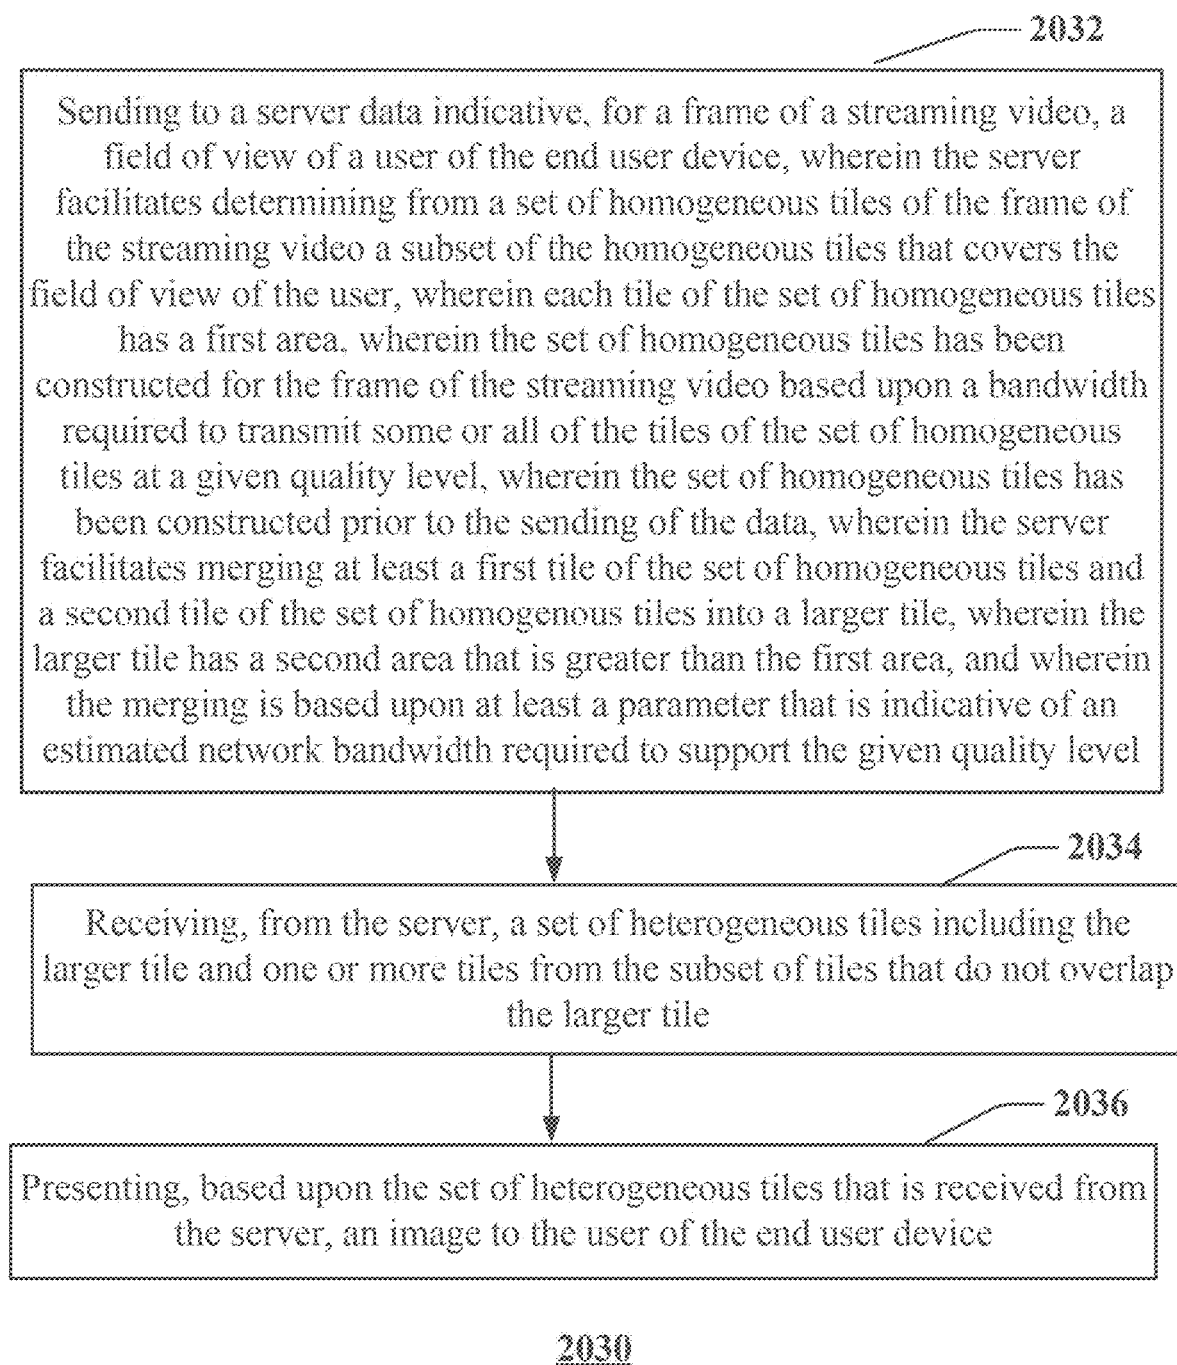 2032
Sending to a server data indicative, for a frame of a streaming video, a
field of view of a user of the end user device, wherein the server
facilitates determining from a set of homogeneous tiles of the frame of
the streaming video a subset of the homogeneous tiles that covers the
field of view of the user, wherein each tile of the set of homogeneous tiles
has a first area, wherein the set of homogeneous tiles has been
constructed for the frame of the streaming video based upon a bandwidth
required to transmit some or all of the tiles of the set of homogeneous
tiles at a given quality level, wherein the set of homogeneous tiles has
been constructed prior to the sending of the data, wherein the server
facilitates merging at least a first tile of the set of homogeneous tiles and
a second tile of the set of homogenous tiles into a larger tile, wherein the
larger tile has a second area that is greater than the first area, and wherein
the merging is based upon at least a parameter that is indicative of an
estimated network bandwidth required to support the given quality level
2034
Receiving, from the server, a set of heterogeneous tiles including the
larger tile and one or more tiles from the subset of tiles that do not overlap
the larger tile
2036
Presenting, based upon the set of heterogeneous tiles that is received from
the server, an image to the user of the end user device
2030